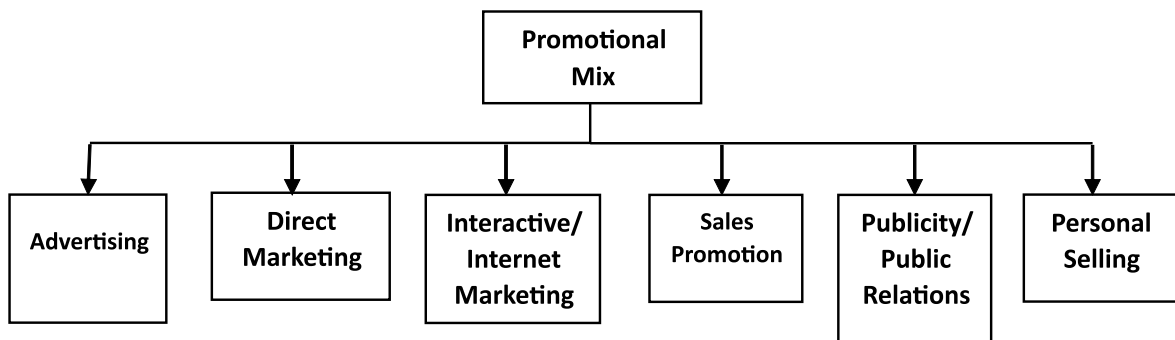 Promotional
Mix
Advertising
Direct
Marketing
Interactive/
Internet
Marketing
Sales
Promotion
Publicity/
Public
Relations
Personal
Selling